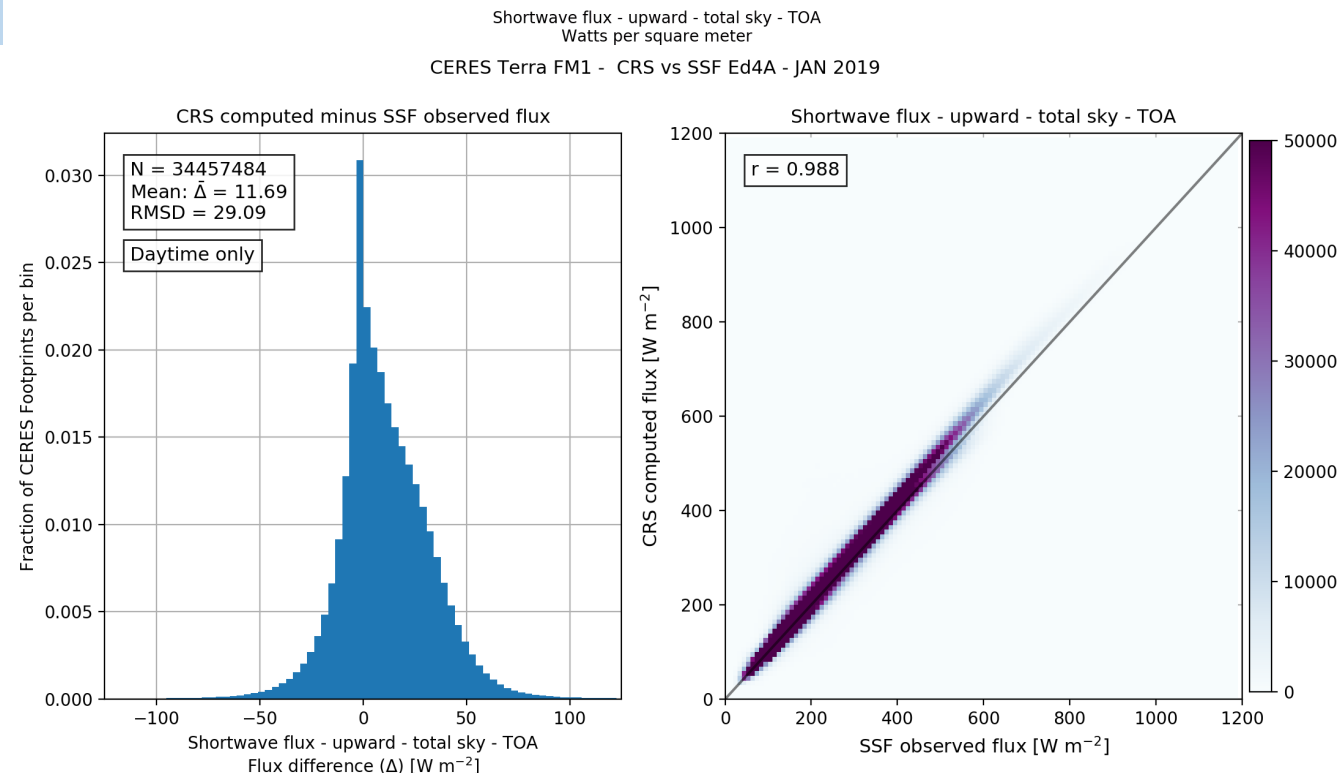 Shortwave flux - upward - total sky - TOA
Watts per square meter
CERES Terra FM1 -  CRS vs SSF Ed4A - JAN 2019
CRS computed minus SSF observed flux
N = 34457484
Mean: Δ̄ = 11.69
RMSD = 29.09
Daytime only
Fraction of CERES Footprints per bin
0.030
0.025
0.020
0.015
0.010
0.005
0.000
−100
−50
0
50
100
Shortwave flux - upward - total sky - TOA
Flux difference (Δ) [W m⁻²]
Shortwave flux - upward - total sky - TOA
r = 0.988
CRS computed flux [W m⁻²]
1200
1000
800
600
400
200
0
0
200
400
600
800
1000
1200
SSF observed flux [W m⁻²]
50000
40000
30000
20000
10000
0